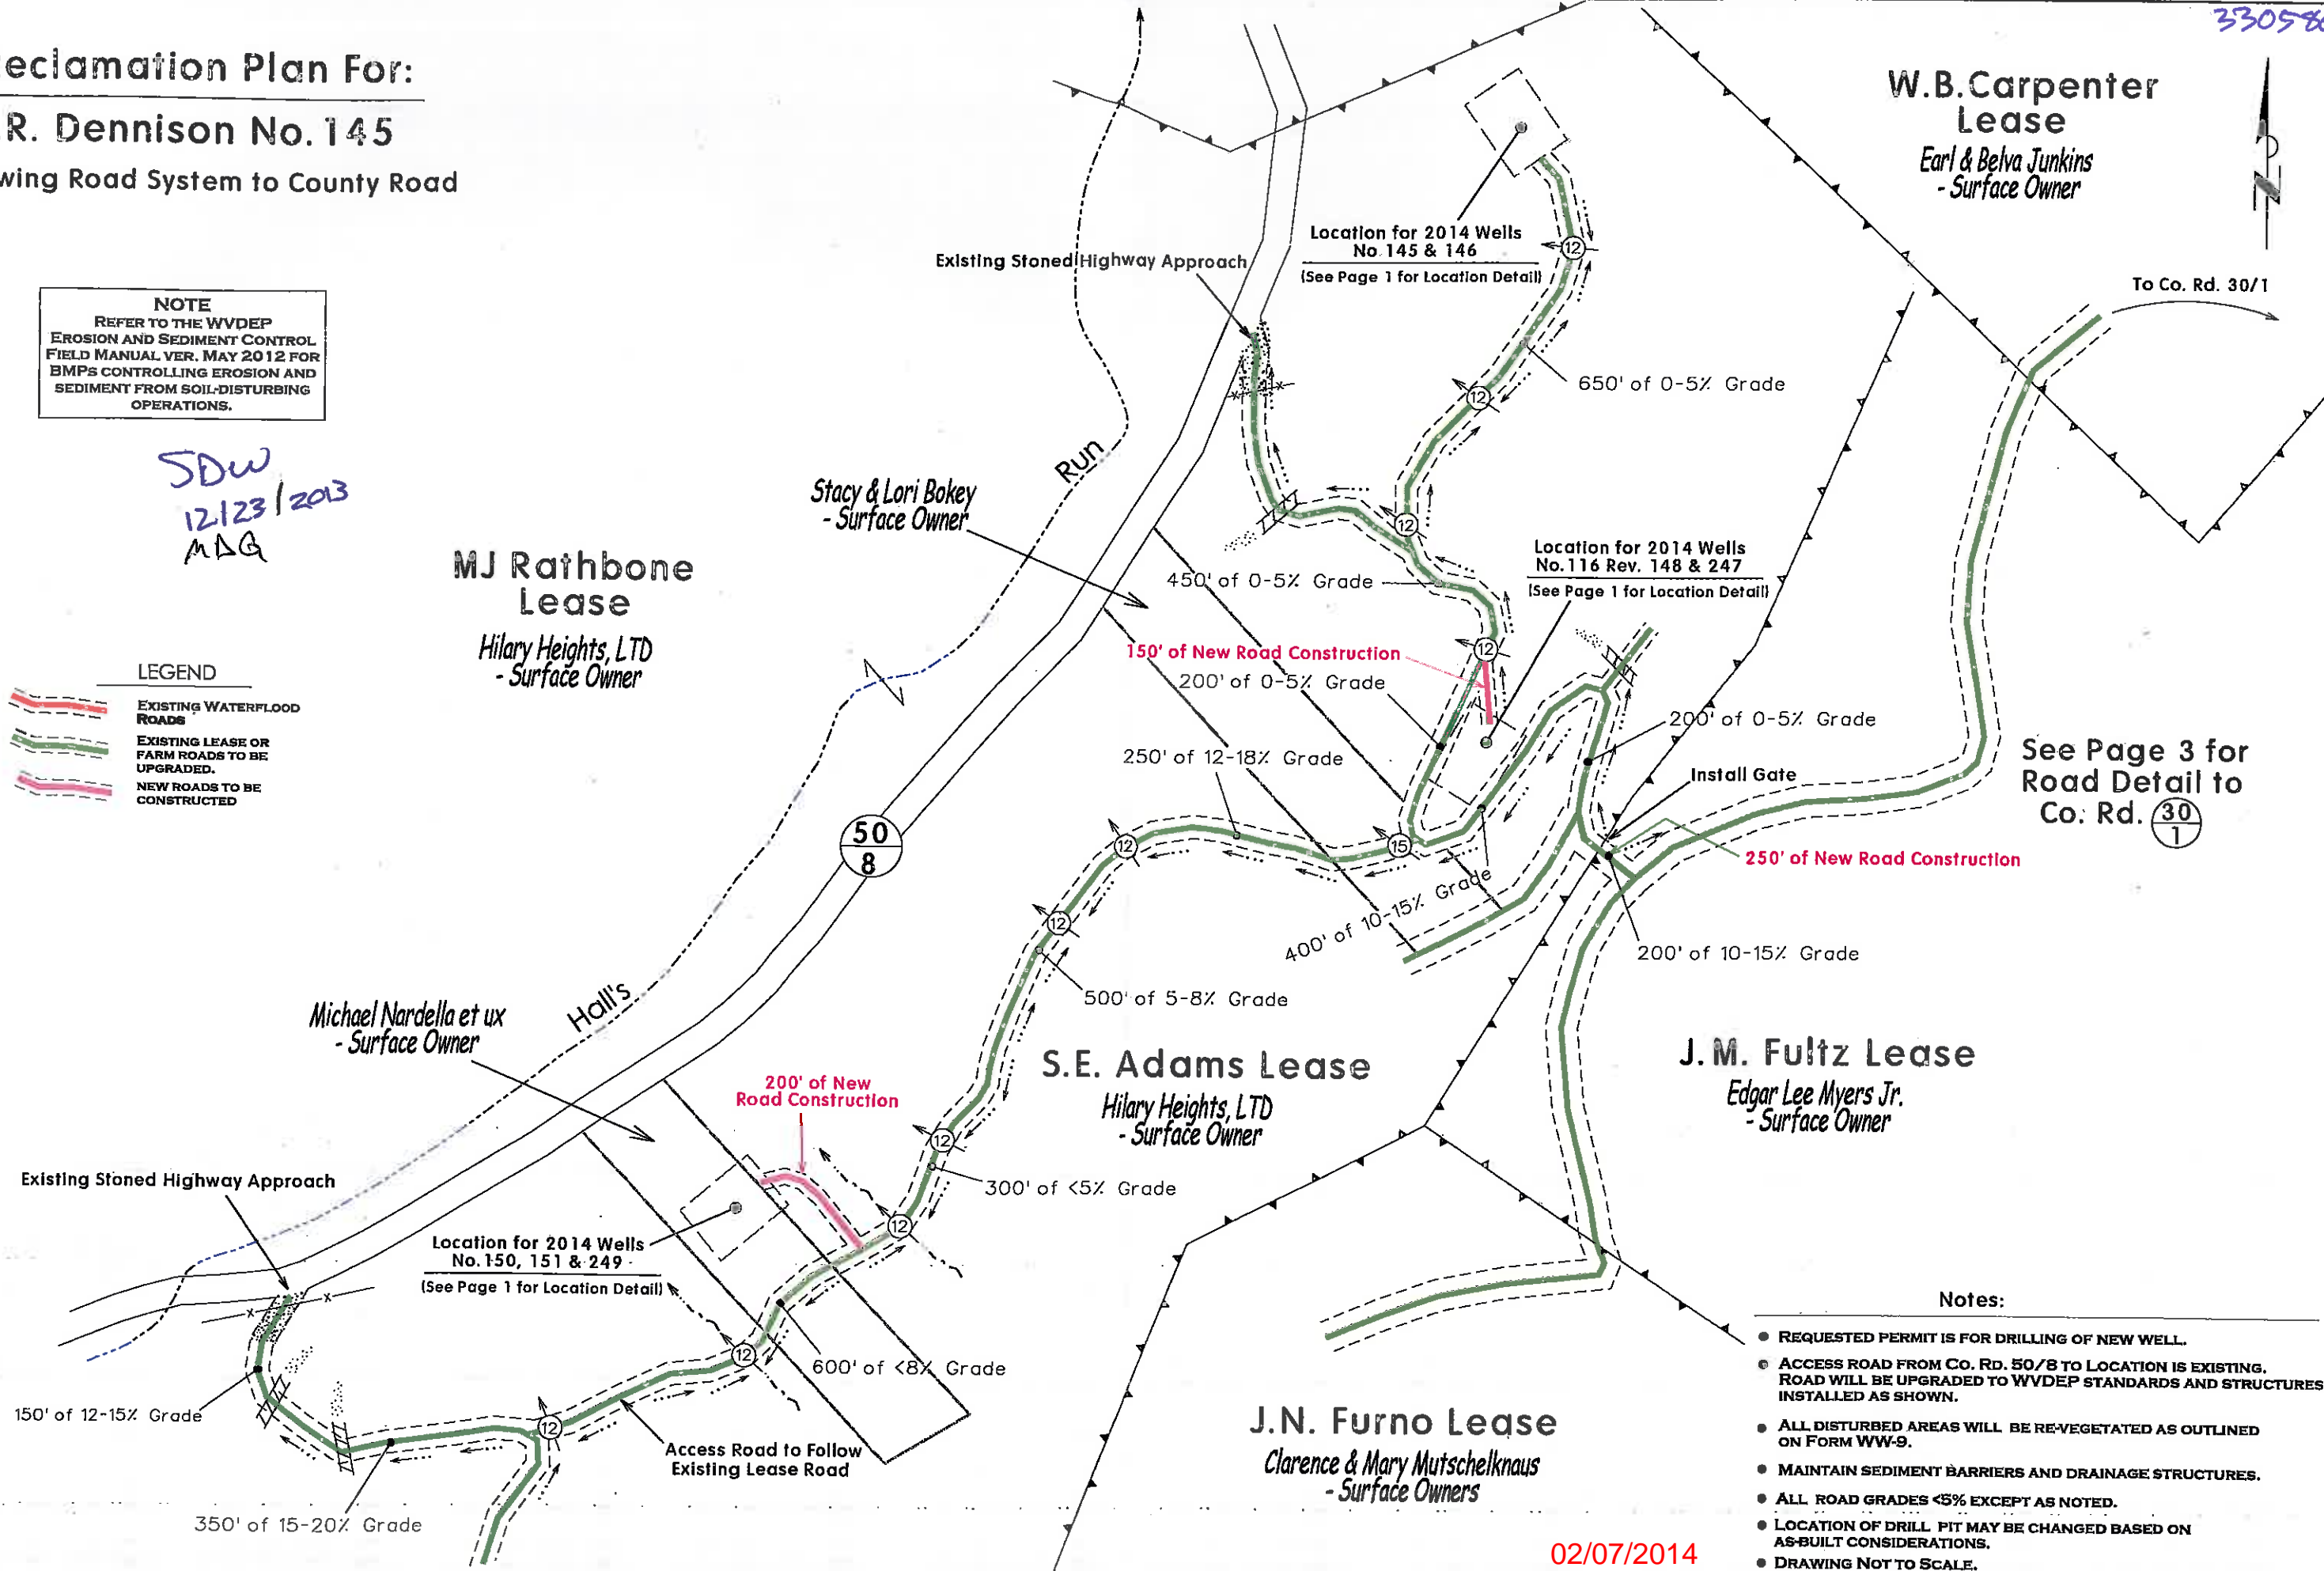 330586
eclamation Plan For:
R. Dennison No. 145
wing Road System to County Road
NOTE
REFER TO THE WVDEP
EROSION AND SEDIMENT CONTROL
FIELD MANUAL VER. MAY 2012 FOR
BMPS CONTROLLING EROSION AND
SEDIMENT FROM SOIL-DISTURBING
OPERATIONS.
SDW
12/23/2013
MDG
LEGEND
EXISTING WATERFLOOD
ROADS
EXISTING LEASE OR
FARM ROADS TO BE
UPGRADED.
NEW ROADS TO BE
CONSTRUCTED
W.B.Carpenter
Lease
Earl & Belva Junkins
- Surface Owner
N
To Co. Rd. 30/1
Existing Stoned Highway Approach
Location for 2014 Wells
No. 145 & 146
(See Page 1 for Location Detail)
12
650' of 0-5% Grade
12
12
Run
Stacy & Lori Bokey
- Surface Owner
MJ Rathbone
Lease
Hilary Heights, LTD
- Surface Owner
450' of 0-5% Grade
Location for 2014 Wells
No.116 Rev. 148 & 247
(See Page 1 for Location Detail)
12
150' of New Road Construction
200' of 0-5% Grade
200' of 0-5% Grade
250' of 12-18% Grade
Install Gate
See Page 3 for
Road Detail to
Co. Rd. 30
1
50
8
12
15
250' of New Road Construction
400' of 10-15% Grade
12
200' of 10-15% Grade
500' of 5-8% Grade
Hall's
Michael Nardella et ux
- Surface Owner
S.E. Adams Lease
Hilary Heights, LTD
- Surface Owner
J.M. Fultz Lease
Edgar Lee Myers Jr.
- Surface Owner
200' of New
Road Construction
12
300' of <5% Grade
12
Existing Stoned Highway Approach
Location for 2014 Wells
No.150, 151 & 249
(See Page 1 for Location Detail)
12
600' of <8% Grade
150' of 12-15% Grade
12
Access Road to Follow
Existing Lease Road
350' of 15-20% Grade
J.N. Furno Lease
Clarence & Mary Mutschelknaus
- Surface Owners
Notes:
● REQUESTED PERMIT IS FOR DRILLING OF NEW WELL.
● ACCESS ROAD FROM CO. RD. 50/8 TO LOCATION IS EXISTING.
ROAD WILL BE UPGRADED TO WVDEP STANDARDS AND STRUCTURES
INSTALLED AS SHOWN.
● ALL DISTURBED AREAS WILL BE RE-VEGETATED AS OUTLINED
ON FORM WW-9.
● MAINTAIN SEDIMENT BARRIERS AND DRAINAGE STRUCTURES.
● ALL ROAD GRADES <5% EXCEPT AS NOTED.
● LOCATION OF DRILL PIT MAY BE CHANGED BASED ON
AS-BUILT CONSIDERATIONS.
● DRAWING NOT TO SCALE.
02/07/2014